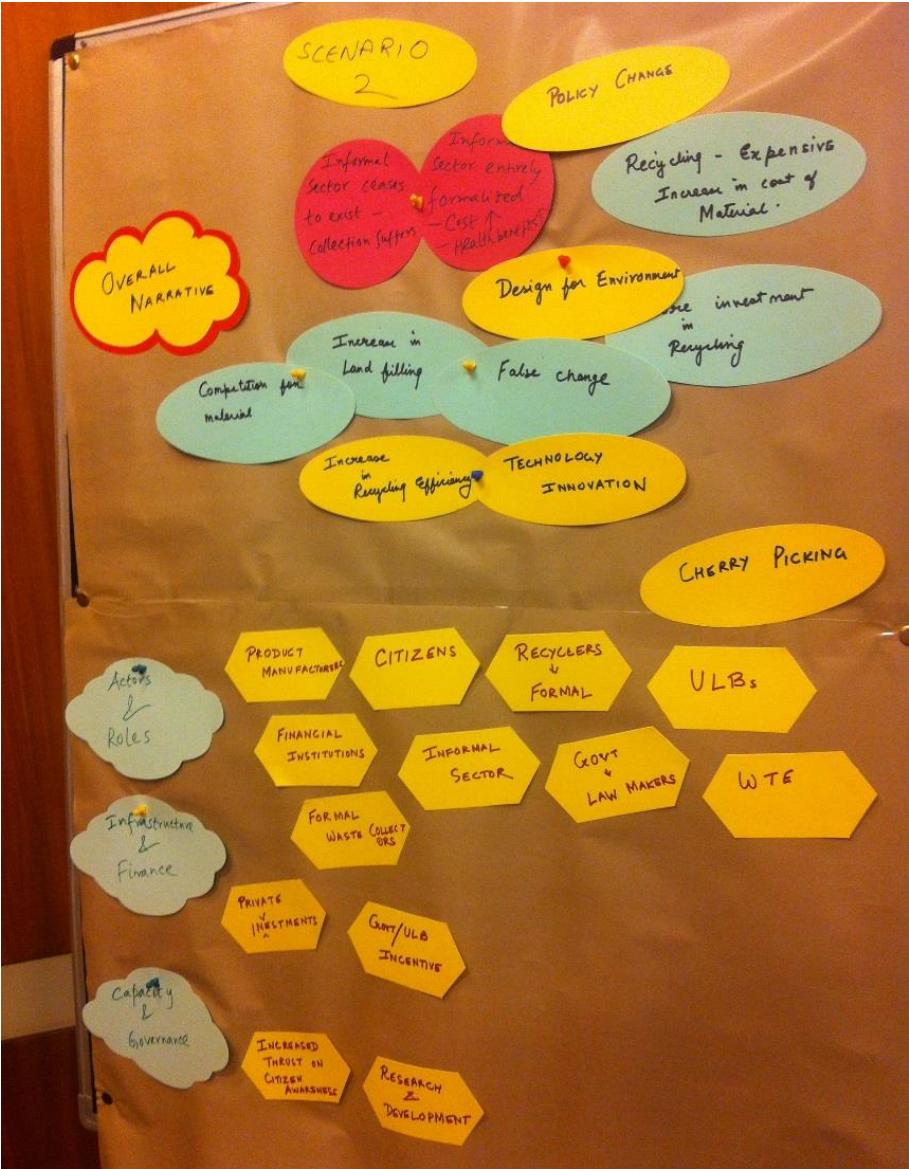 SCENARIO
2
POLICY CHANGE
Informal
Sector ceases
to exist –
Collection suffers
Inform
Sector entirely
formalized
– Cost ↑
– Health benefits ↑
Recycling - Expensive
Increase in cost of
Material.
OVERALL
NARRATIVE
Design for Environment
ore investment
in
Recycling
Increase in
Land filling
False change
Competition for
material
Increase
in
Recycling Efficiency
TECHNOLOGY
INNOVATION
CHERRY PICKING
Actors
&
Roles
PRODUCT
MANUFACTURERS
CITIZENS
RECYCLERS
↓
FORMAL
ULBs
FINANCIAL
INSTITUTIONS
INFORMAL
SECTOR
GOVT
+
LAW MAKERS
WTE
FORMAL
WASTE COLLECT
ORS
Infrastructure
&
Finance
PRIVATE
INVESTMENTS
GOVT/ULB
INCENTIVE
Capacity
&
Governance
INCREASED
THRUST ON
CITIZEN
AWARENESS
RESEARCH
&
DEVELOPMENT